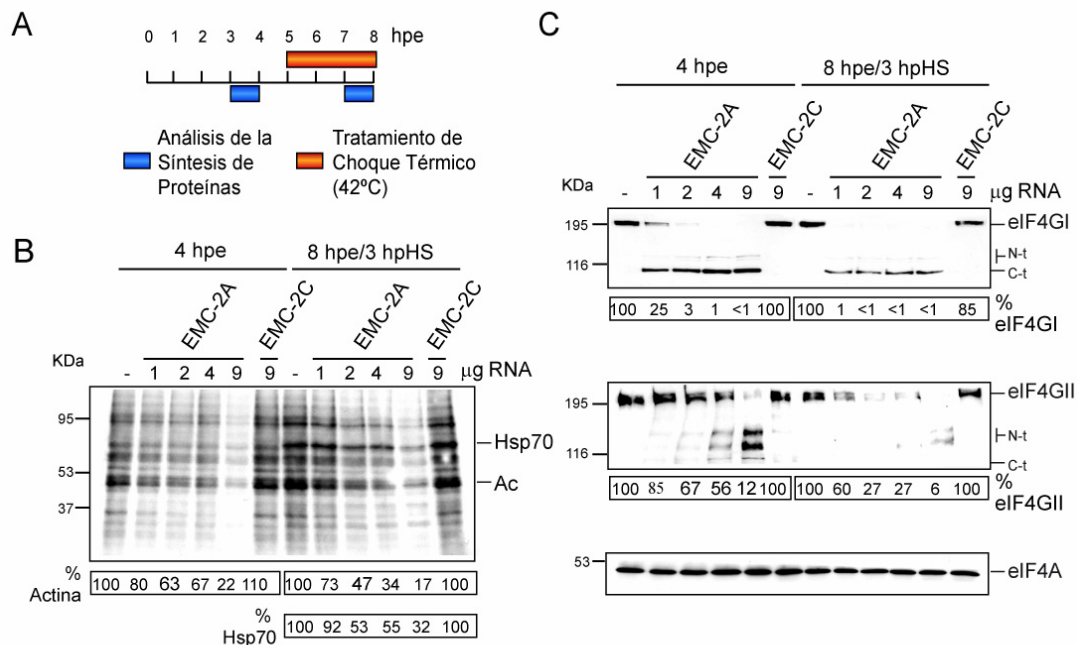 A
0 1 2 3 4 5 6 7 8 hpe
Análisis de la
Síntesis de
Proteínas
Tratamiento de
Choque Térmico
(42ºC)
B
4 hpe 8 hpe/3 hpHS
EMC-2A EMC-2C EMC-2A EMC-2C
KDa
- 1 2 4 9 9 - 1 2 4 9 9 µg RNA
95
Hsp70
53
Ac
37
% Actina
100 80 63 67 22 110 100 73 47 34 17 100
% Hsp70
100 92 53 55 32 100
C
4 hpe 8 hpe/3 hpHS
EMC-2A EMC-2C EMC-2A EMC-2C
KDa
- 1 2 4 9 9 - 1 2 4 9 9 µg RNA
195 eIF4GI
N-t
116 C-t
100 25 3 1 <1 100 100 1 <1 <1 <1 85 % eIF4GI
195 eIF4GII
N-t
116 C-t
100 85 67 56 12 100 100 60 27 27 6 100 % eIF4GII
53 eIF4A